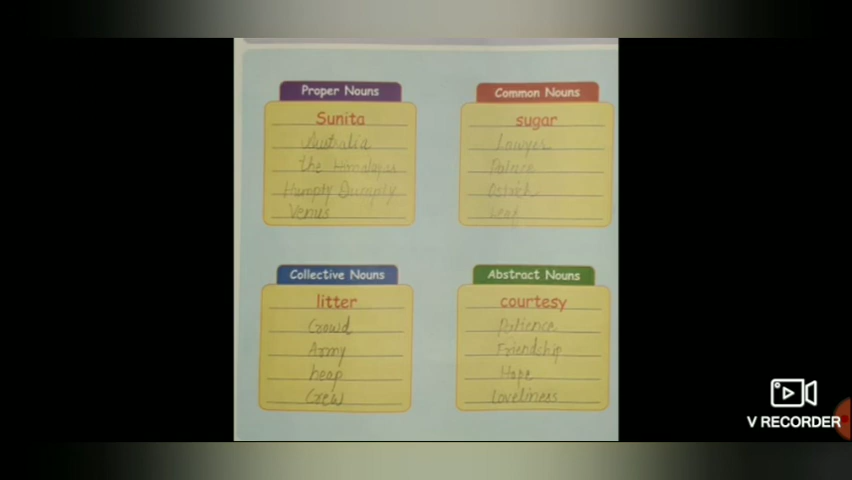 Proper Nouns
Sunita
Australia
The Himalayas
Humpty Dumpty
Venus
Common Nouns
sugar
Lawyer
Palace
Ostrich
Leaf
Collective Nouns
litter
Crowd
Army
heap
Crew
Abstract Nouns
courtesy
Patience
Friendship
Hope
Loveliness
V RECORDER